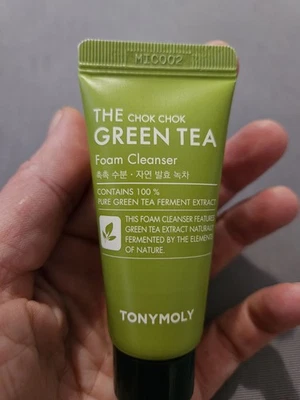 MIC002
THE CHOK CHOK
GREEN TEA
Foam Cleanser
촉촉 수분 · 자연 발효 녹차
CONTAINS 100 %
PURE GREEN TEA FERMENT EXTRACT
THIS FOAM CLEANSER FEATURES
GREEN TEA EXTRACT NATURALLY
FERMENTED BY THE ELEMENTS
OF NATURE.
TONYMOLY